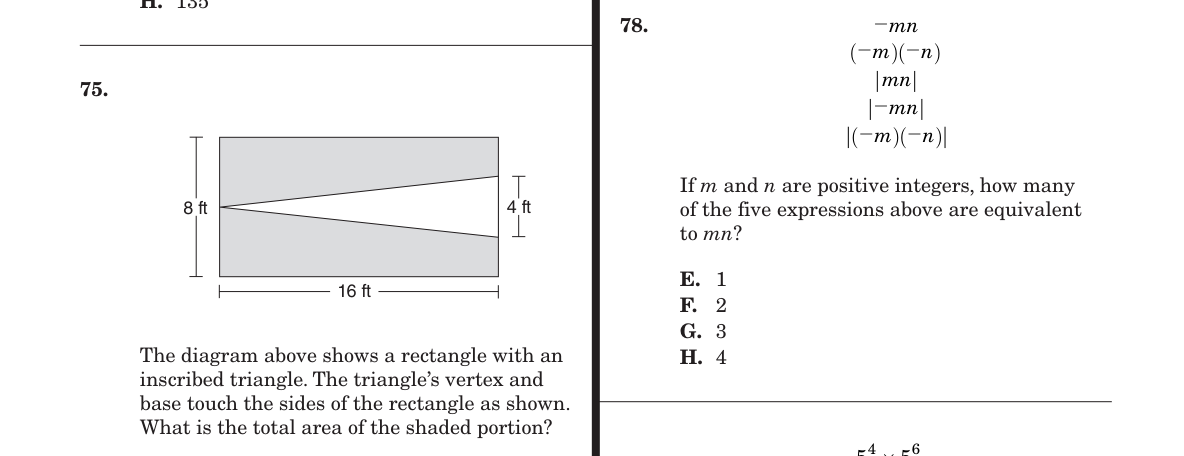 H. 135
75.
8 ft
4 ft
16 ft
The diagram above shows a rectangle with an
inscribed triangle. The triangle’s vertex and
base touch the sides of the rectangle as shown.
What is the total area of the shaded portion?
78.
⁻mn
(⁻m)(⁻n)
|mn|
|⁻mn|
|(⁻m)(⁻n)|
If m and n are positive integers, how many
of the five expressions above are equivalent
to mn?
E. 1
F. 2
G. 3
H. 4
5⁴ × 5⁶